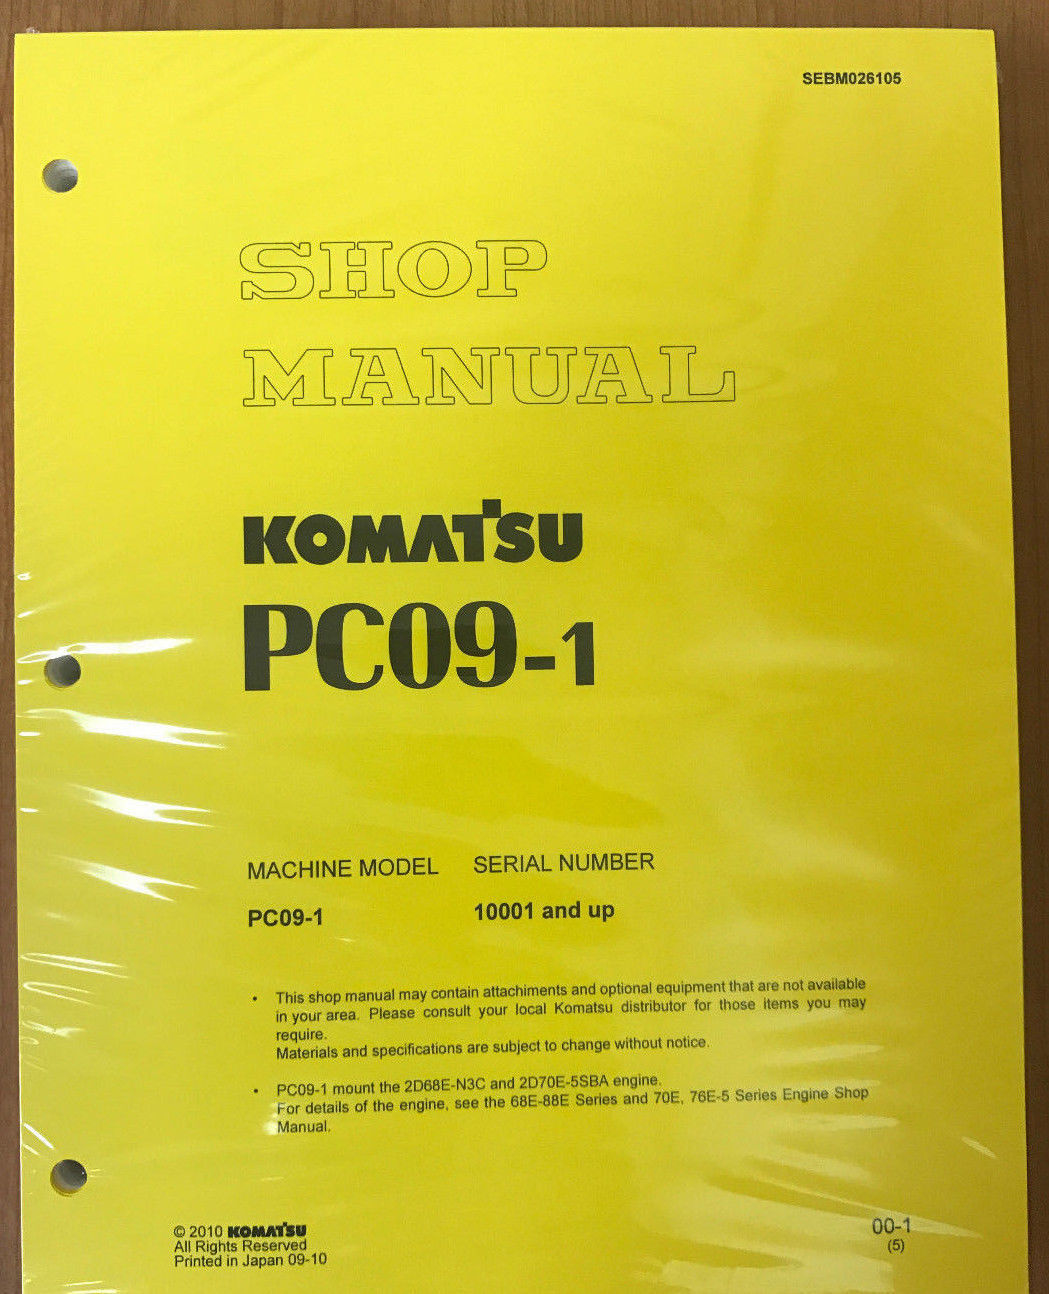 SEBM026105
SHOP
MANUAL
KOMATSU
PC09-1
MACHINE MODEL SERIAL NUMBER
PC09-1 10001 and up
• This shop manual may contain attachiments and optional equipment that are not available
in your area. Please consult your local Komatsu distributor for those items you may
require.
Materials and specifications are subject to change without notice.
• PC09-1 mount the 2D68E-N3C and 2D70E-5SBA engine.
For details of the engine, see the 68E-88E Series and 70E, 76E-5 Series Engine Shop
Manual.
© 2010 KOMATSU
All Rights Reserved
Printed in Japan 09-10
00-1
(5)